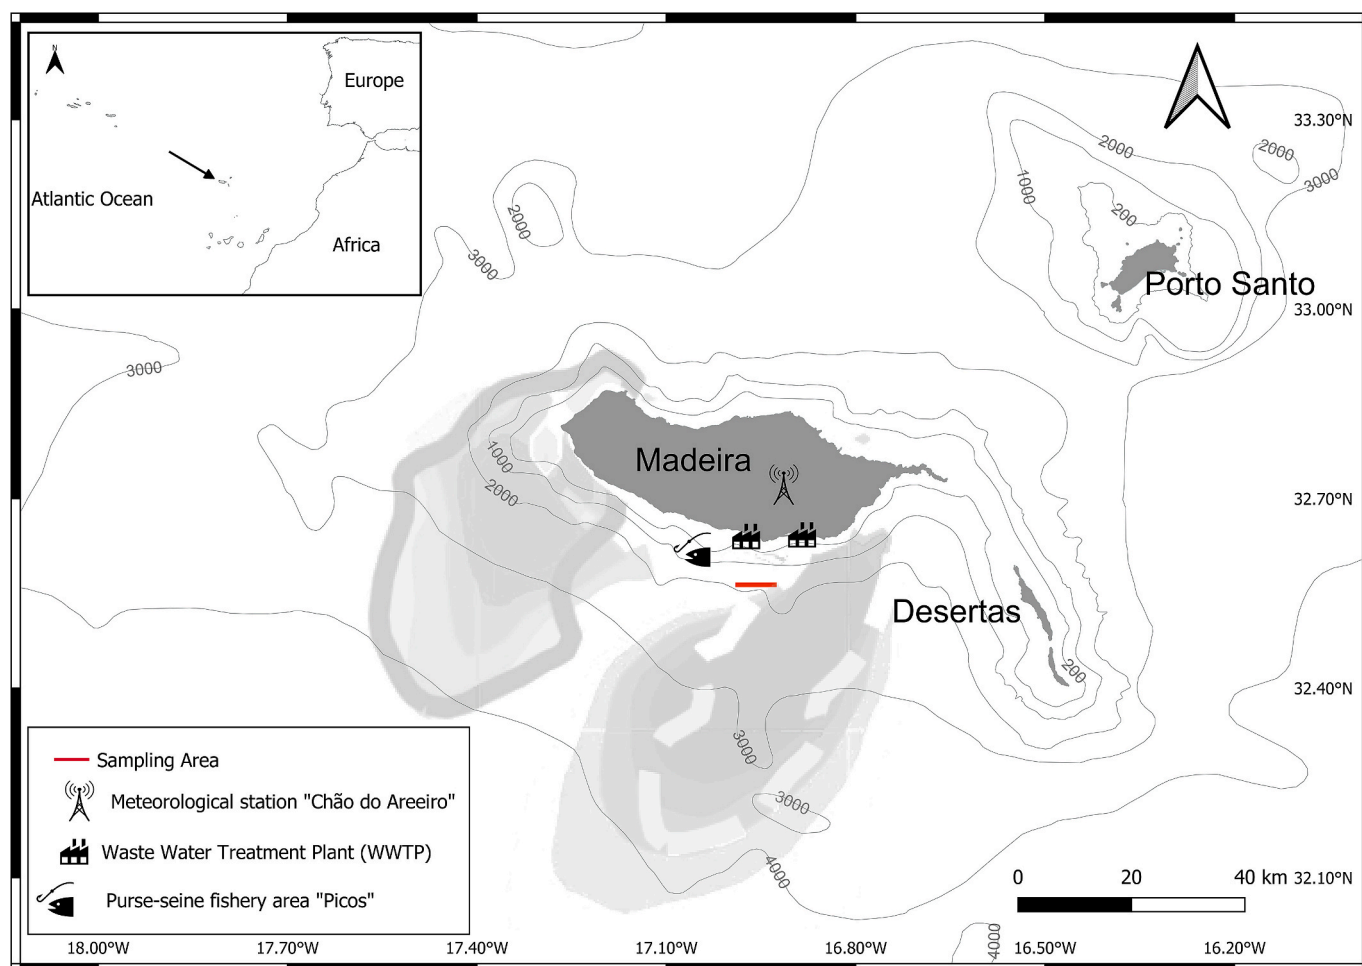 N
Europe
Atlantic Ocean
Africa
33.30°N
2000
2000
3000
1000
200
2000
3000
Porto Santo
33.00°N
3000
Madeira
1000
2000
32.70°N
Desertas
200
32.40°N
3000
3000
4000
4000
Sampling Area
Meteorological station "Chão do Areeiro"
Waste Water Treatment Plant (WWTP)
Purse-seine fishery area "Picos"
0 20 40 km
32.10°N
18.00°W 17.70°W 17.40°W 17.10°W 16.80°W 16.50°W 16.20°W